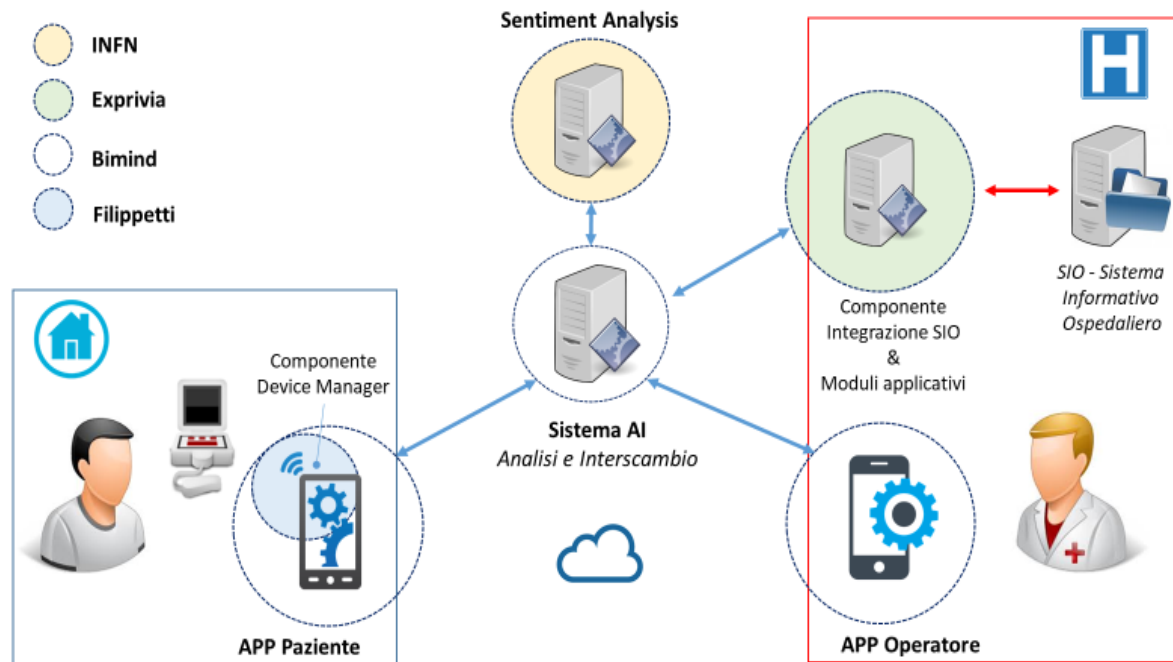 INFN
Exprivia
Bimind
Filippetti
Sentiment Analysis
H
SIO - Sistema
Informativo
Ospedaliero
Componente
Integrazione SIO
&
Moduli applicativi
Componente
Device Manager
Sistema AI
Analisi e Interscambio
APP Paziente
APP Operatore